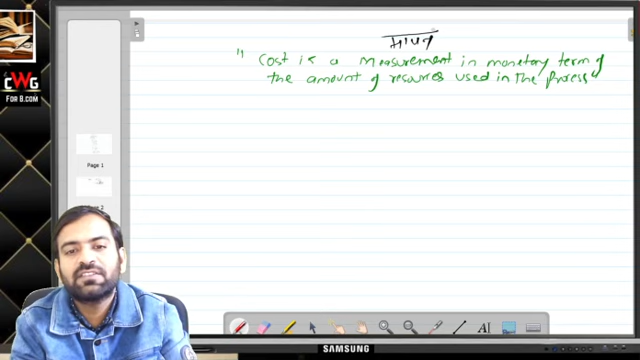 मापन
" Cost is a measurement in monetary term of
the amount of resources used in the process"
CWG
FOR 8.com
Page 1
Page 2
AI
SAMSUNG